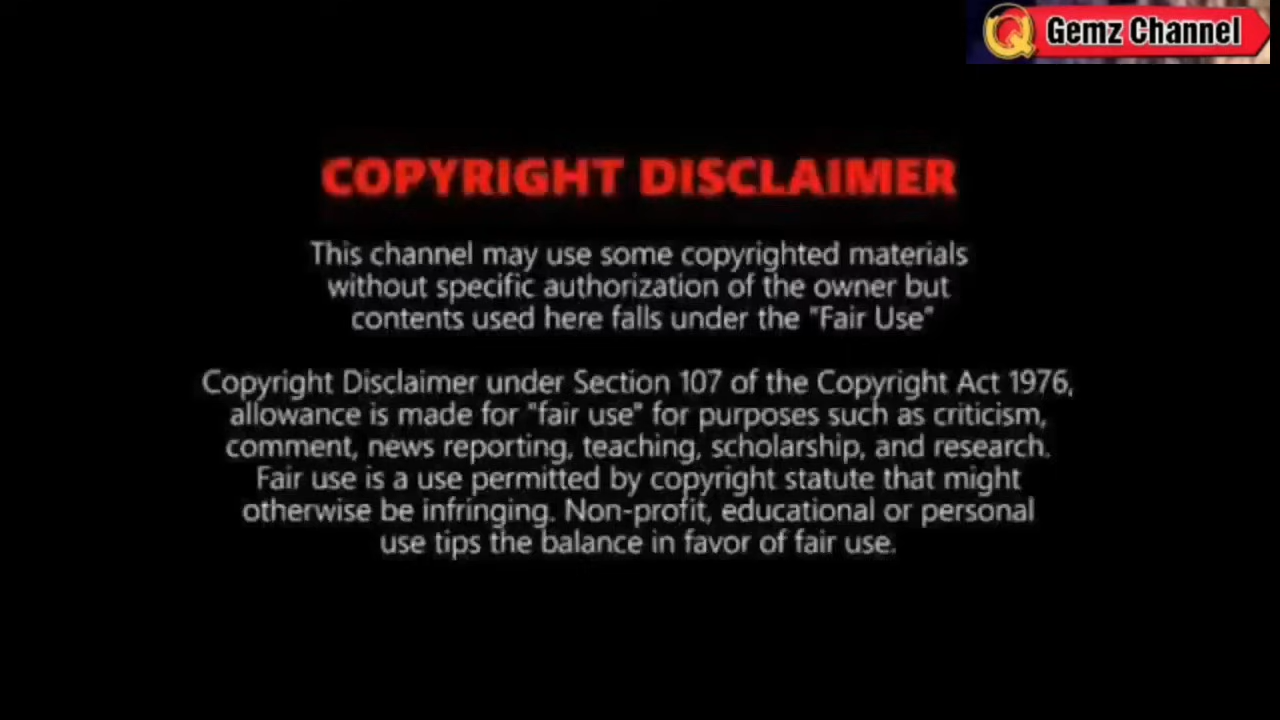 Gemz Channel
COPYRIGHT DISCLAIMER
This channel may use some copyrighted materials
without specific authorization of the owner but
contents used here falls under the "Fair Use"
Copyright Disclaimer under Section 107 of the Copyright Act 1976,
allowance is made for "fair use" for purposes such as criticism,
comment, news reporting, teaching, scholarship, and research.
Fair use is a use permitted by copyright statute that might
otherwise be infringing. Non-profit, educational or personal
use tips the balance in favor of fair use.